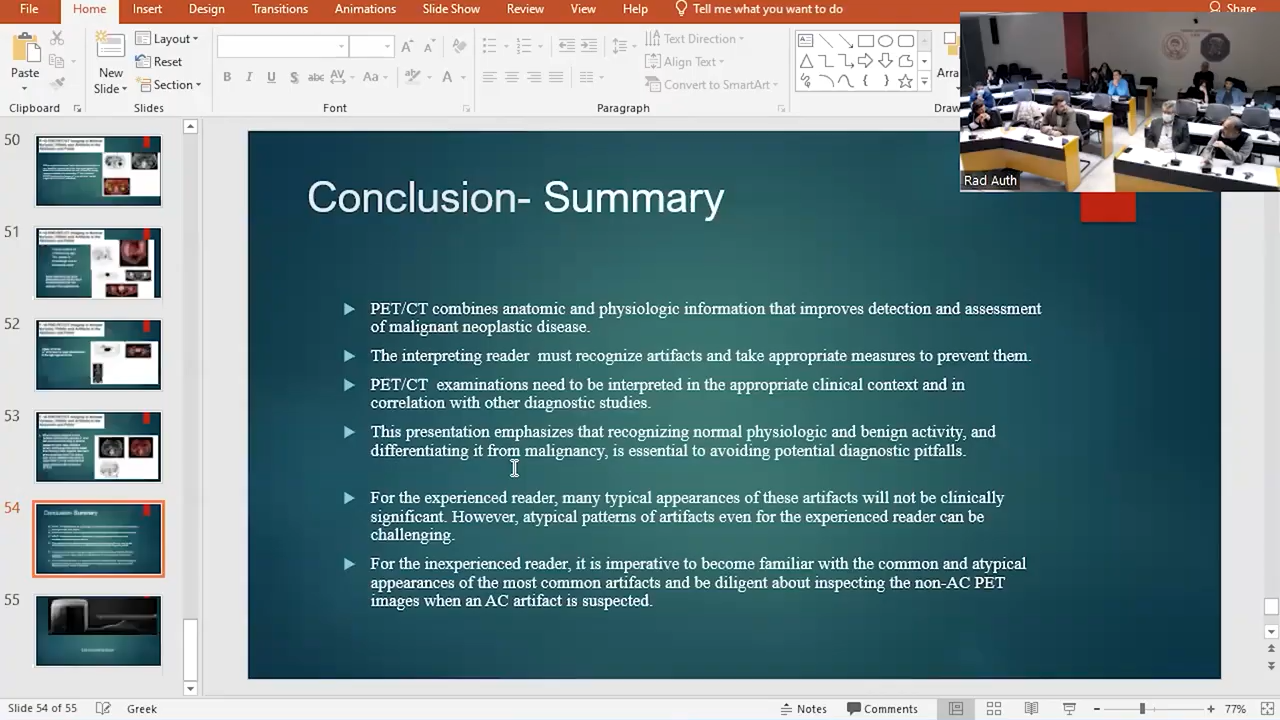 File Home Insert Design Transitions Animations Slide Show Review View Help Tell me what you want to do Share
Paste
New
Slide
Layout
Reset
Section
Text Direction
Align Text
Convert to SmartArt
Arra
Clipboard Slides Font Paragraph Draw
Rad Auth
50
51
52
53
54
55
Conclusion- Summary
PET/CT combines anatomic and physiologic information that improves detection and assessment
of malignant neoplastic disease.
The interpreting reader must recognize artifacts and take appropriate measures to prevent them.
PET/CT examinations need to be interpreted in the appropriate clinical context and in
correlation with other diagnostic studies.
This presentation emphasizes that recognizing normal physiologic and benign activity, and
differentiating it from malignancy, is essential to avoiding potential diagnostic pitfalls.
For the experienced reader, many typical appearances of these artifacts will not be clinically
significant. However, atypical patterns of artifacts even for the experienced reader can be
challenging.
For the inexperienced reader, it is imperative to become familiar with the common and atypical
appearances of the most common artifacts and be diligent about inspecting the non-AC PET
images when an AC artifact is suspected.
Slide 54 of 55 Greek Notes Comments 77%